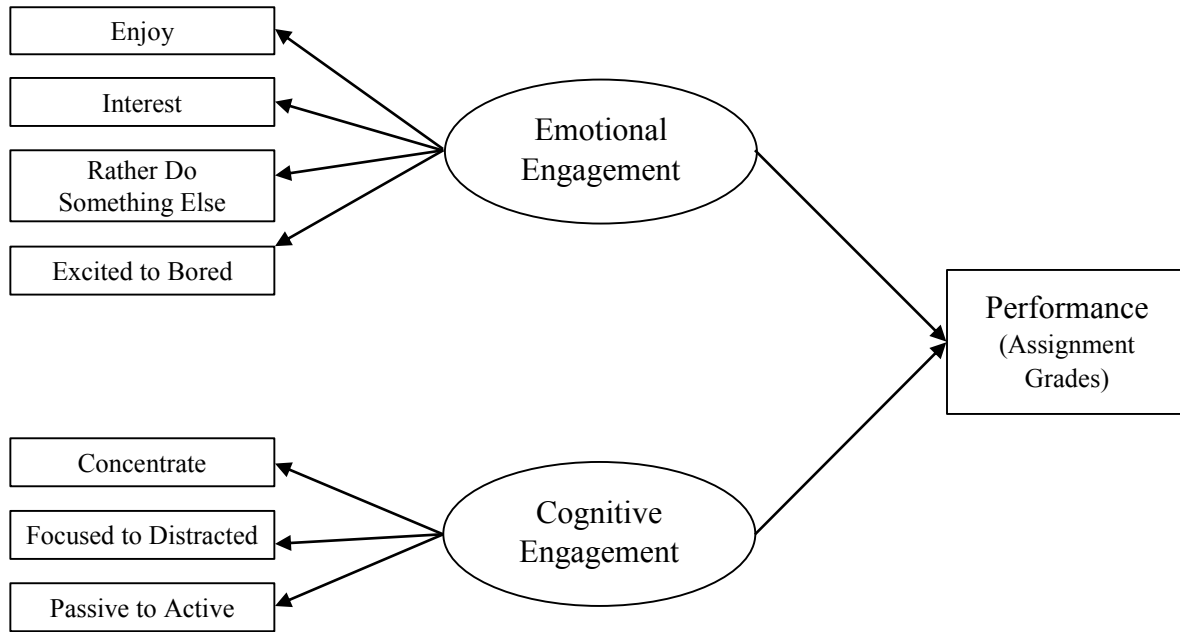 Enjoy
Interest
Rather Do
Something Else
Excited to Bored
Emotional
Engagement
Performance
(Assignment
Grades)
Concentrate
Focused to Distracted
Passive to Active
Cognitive
Engagement